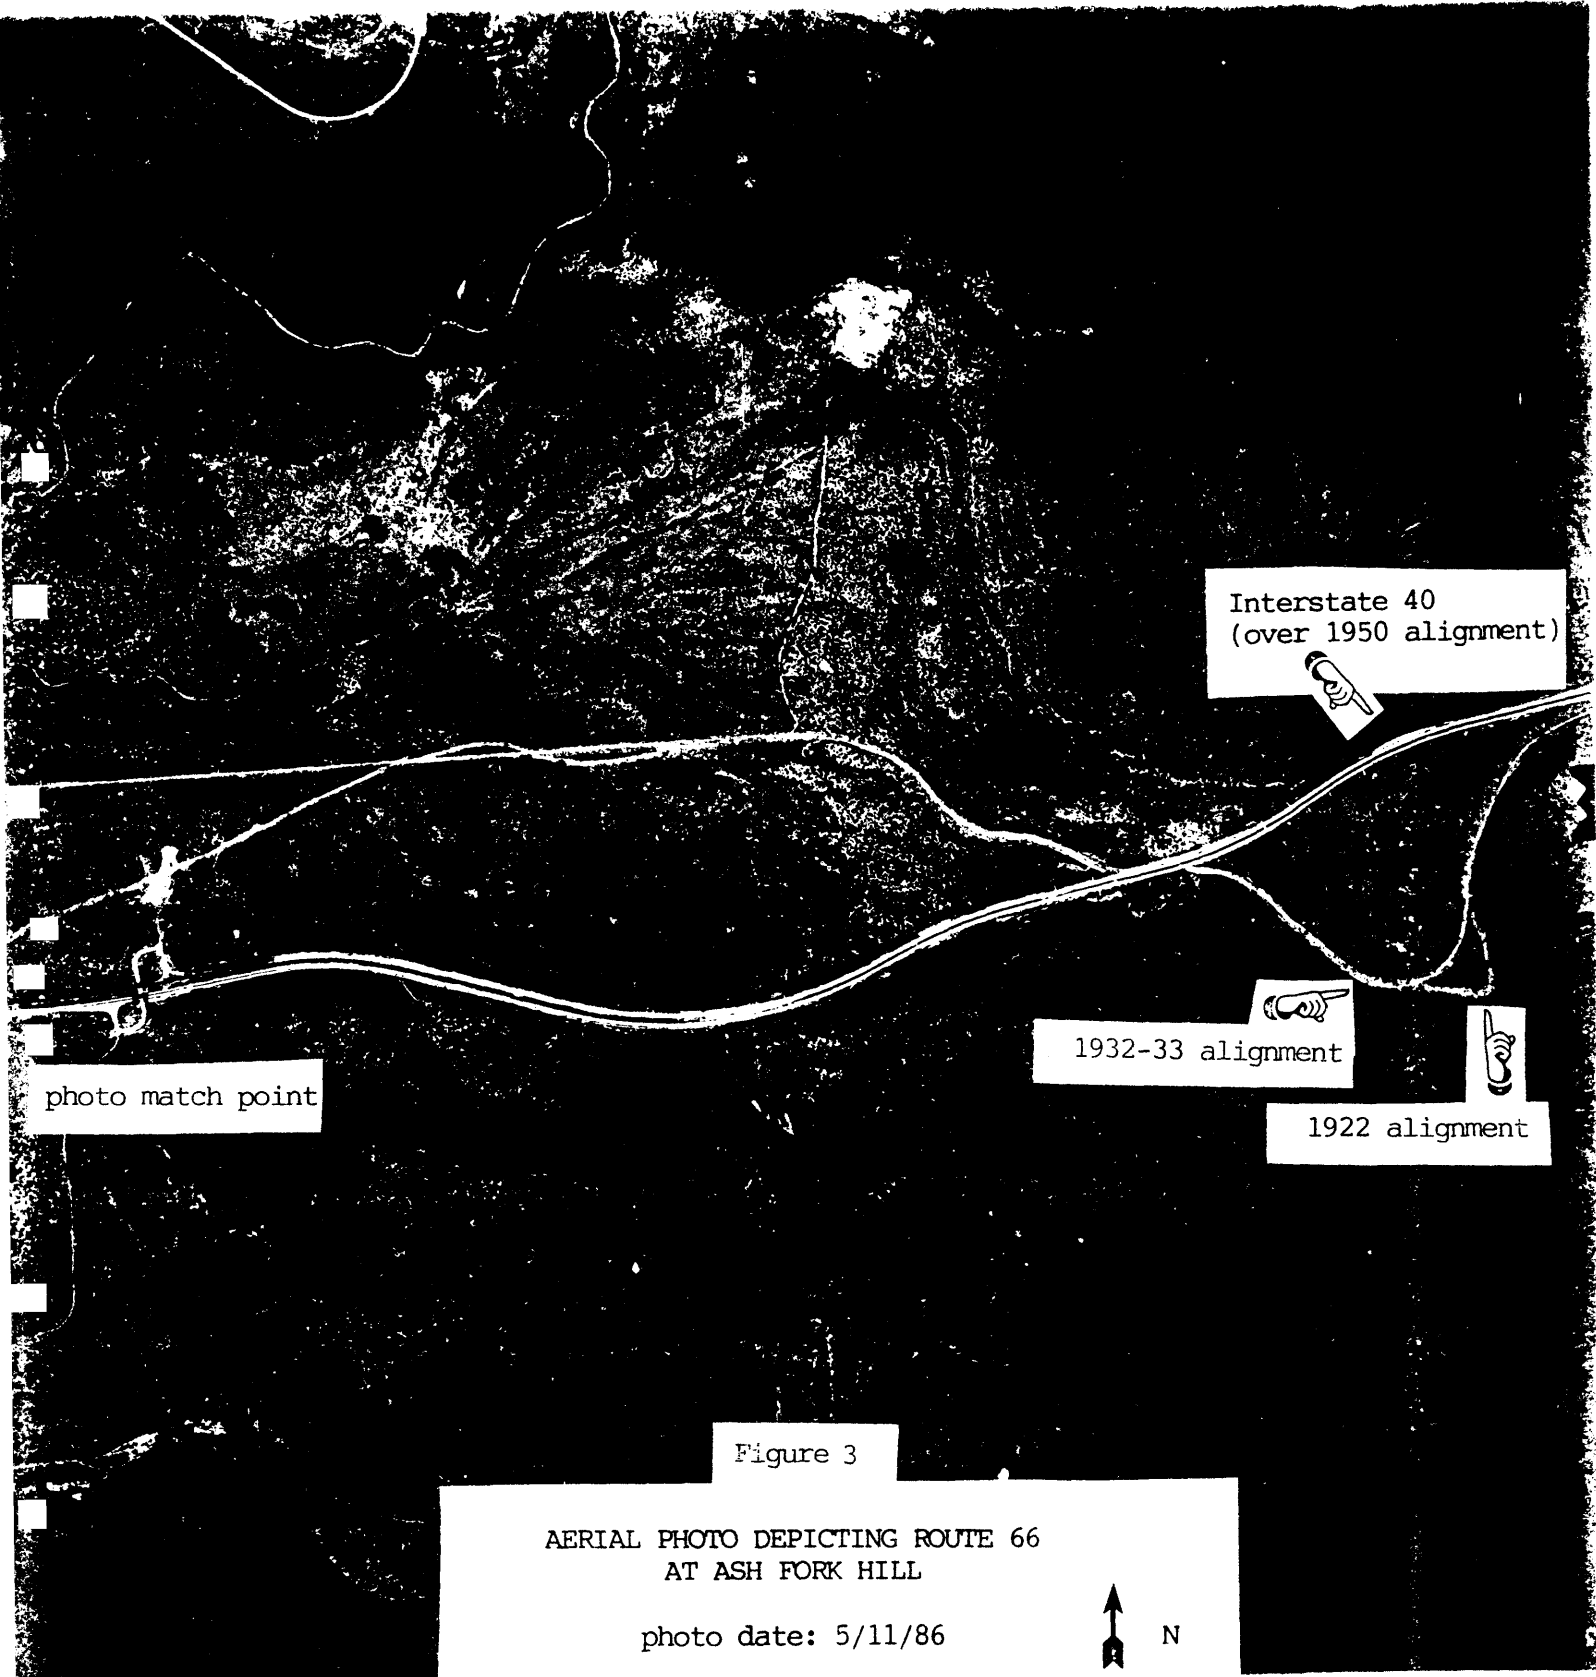 Interstate 40
(over 1950 alignment)
1932-33 alignment
photo match point
1922 alignment
Figure 3
AERIAL PHOTO DEPICTING ROUTE 66
AT ASH FORK HILL
photo date: 5/11/86
N